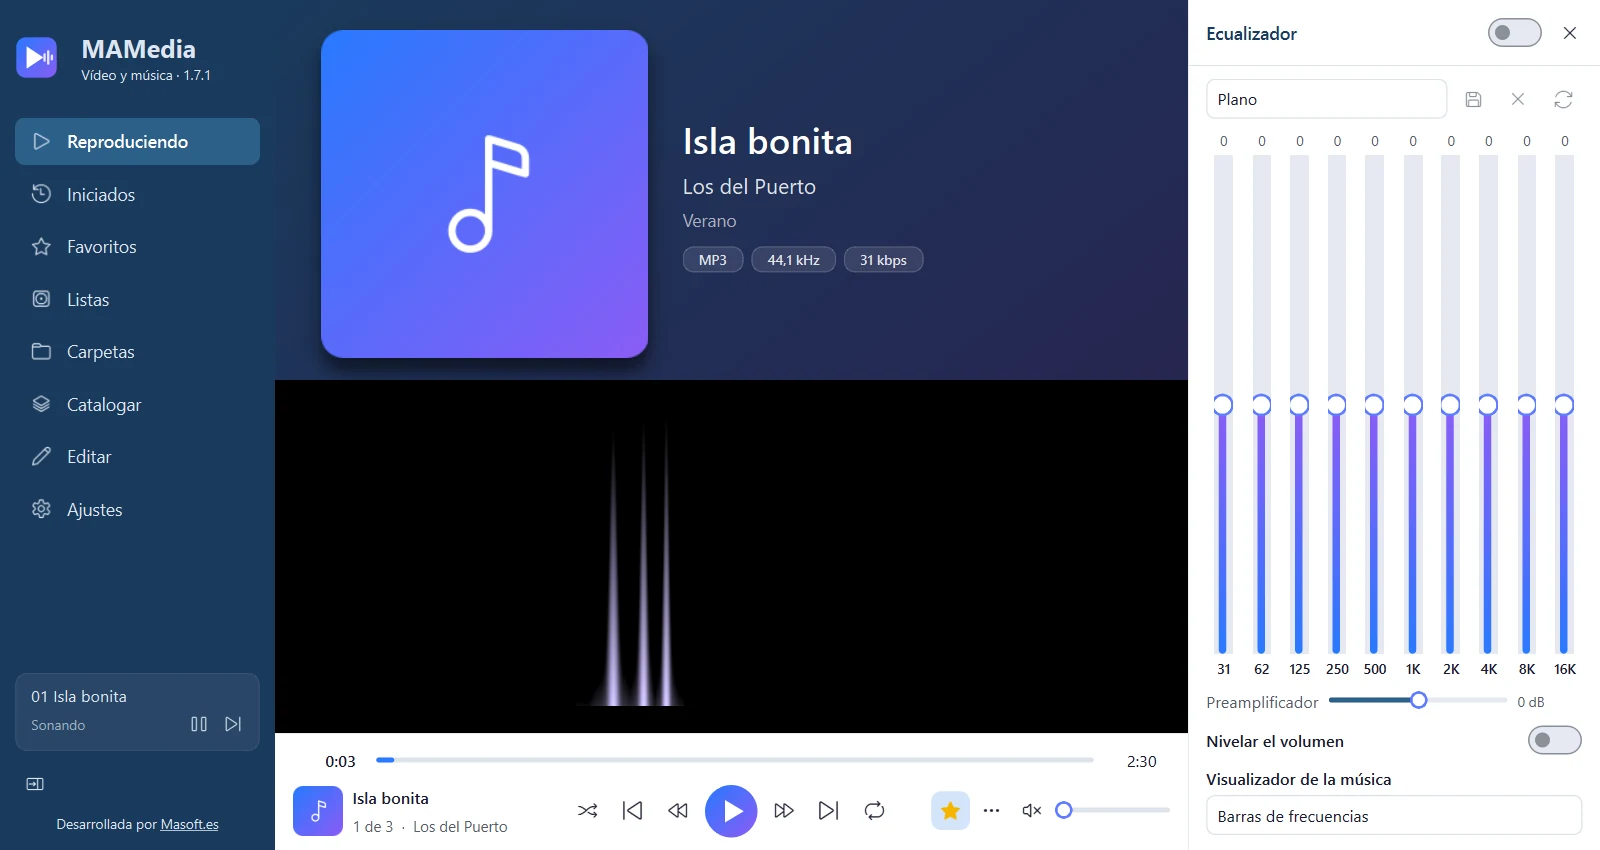 MAMedia
Vídeo y música · 1.7.1
Reproduciendo
Iniciados
Favoritos
Listas
Carpetas
Catalogar
Editar
Ajustes
01 Isla bonita
Sonando
Desarrollada por Masoft.es
Isla bonita
Los del Puerto
Verano
MP3 44,1 kHz 31 kbps
0:03 2:30
Isla bonita
1 de 3 · Los del Puerto
Ecualizador
Plano
0 0 0 0 0 0 0 0 0 0
31 62 125 250 500 1K 2K 4K 8K 16K
Preamplificador 0 dB
Nivelar el volumen
Visualizador de la música
Barras de frecuencias